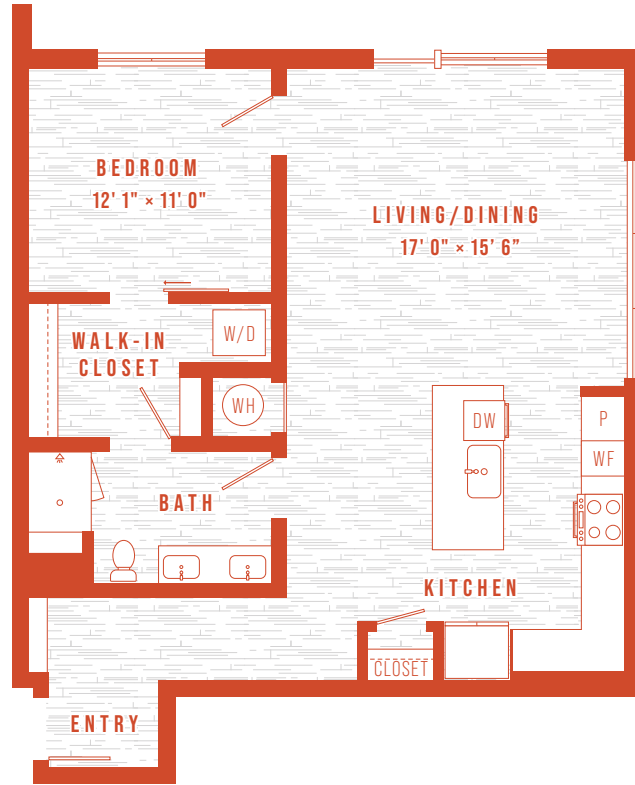 BEDROOM
12' 1" × 11' 0"
LIVING/DINING
17' 0" × 15' 6”
WALK-IN
CLOSET
W/D
WH
DW
P
WF
BATH
KITCHEN
CLOSET
ENTRY